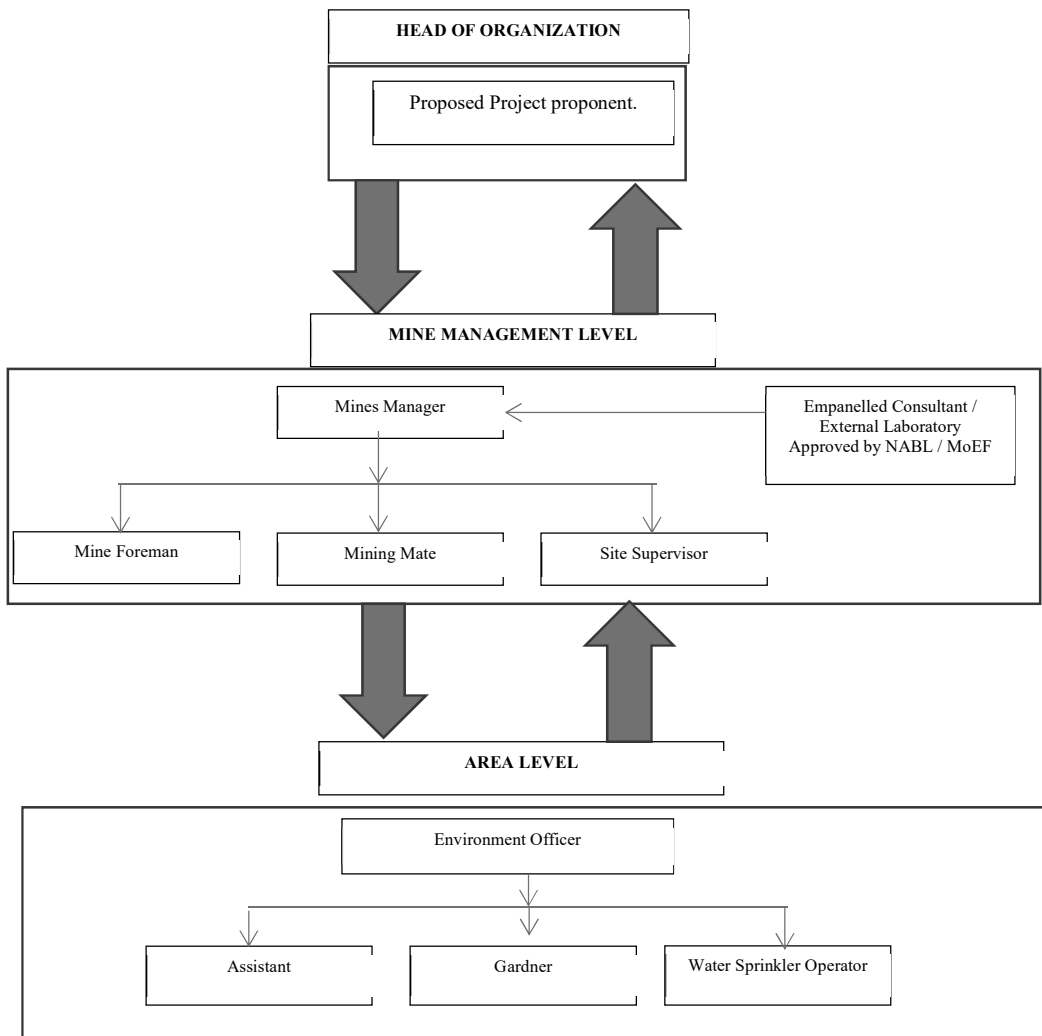 HEAD OF ORGANIZATION
Proposed Project proponent.
MINE MANAGEMENT LEVEL
Mines Manager
Empanelled Consultant /
External Laboratory
Approved by NABL / MoEF
Mine Foreman
Mining Mate
Site Supervisor
AREA LEVEL
Environment Officer
Assistant
Gardner
Water Sprinkler Operator